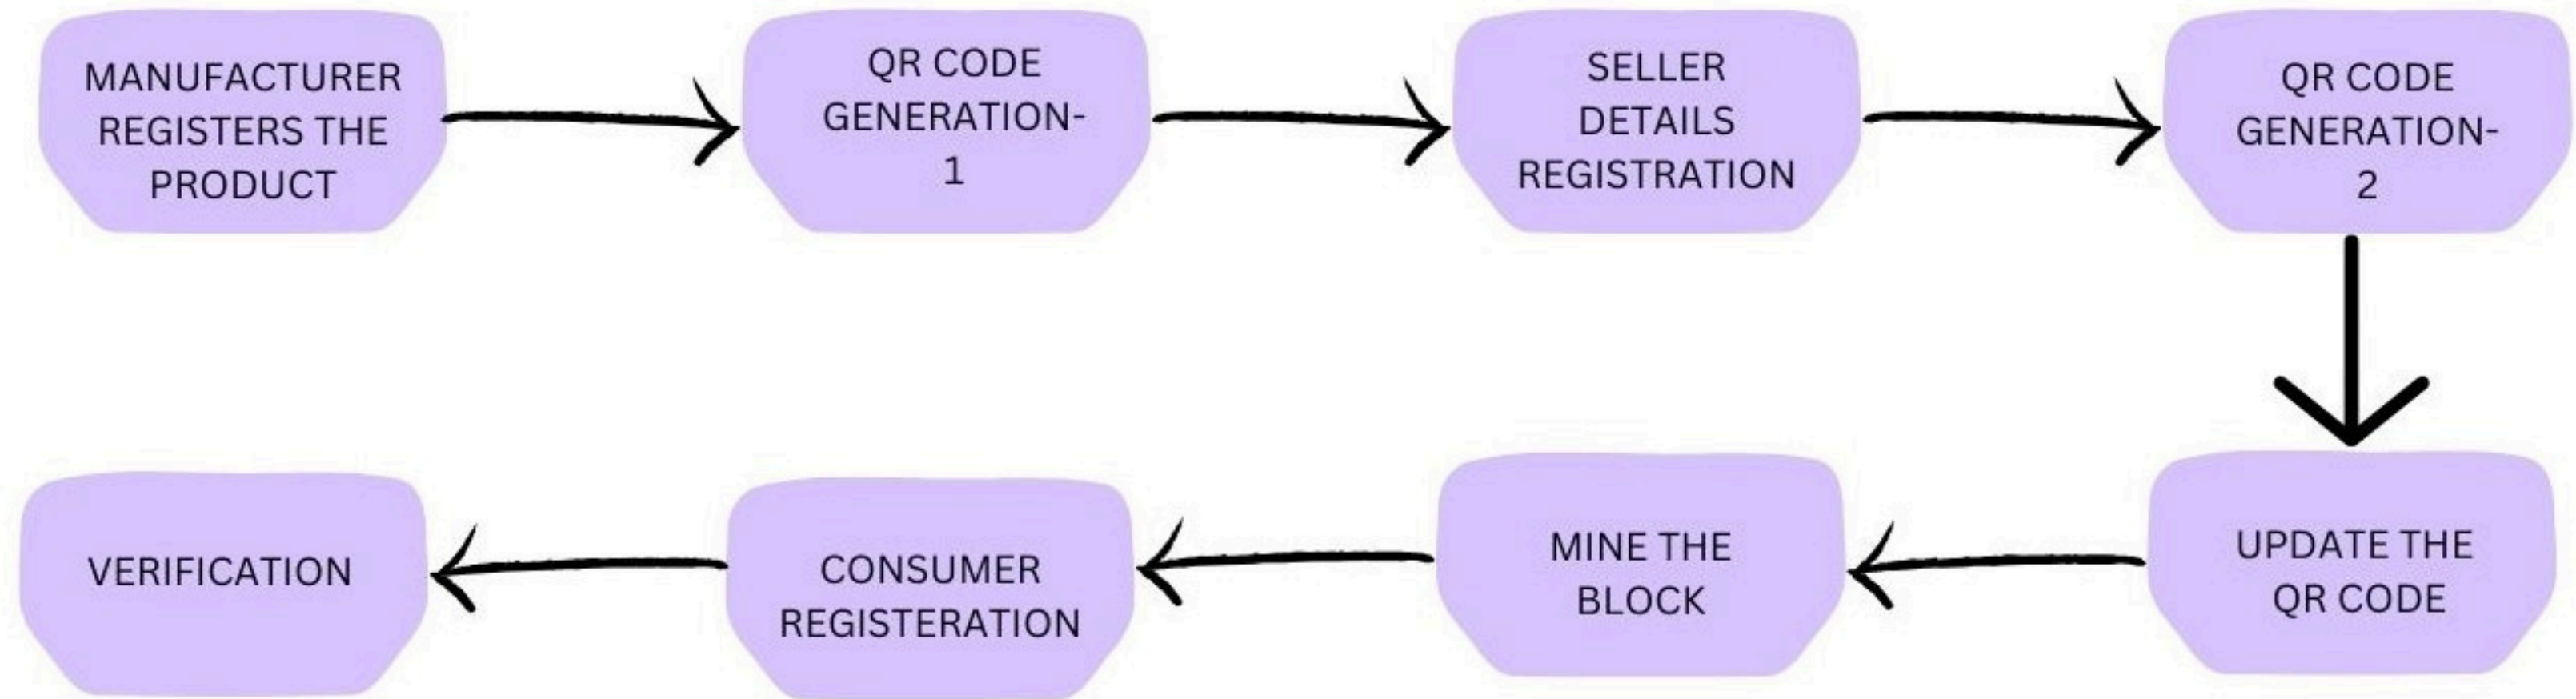 MANUFACTURER
REGISTERS THE
PRODUCT
QR CODE
GENERATION-
1
SELLER
DETAILS
REGISTRATION
QR CODE
GENERATION-
2
UPDATE THE
QR CODE
MINE THE
BLOCK
CONSUMER
REGISTERATION
VERIFICATION